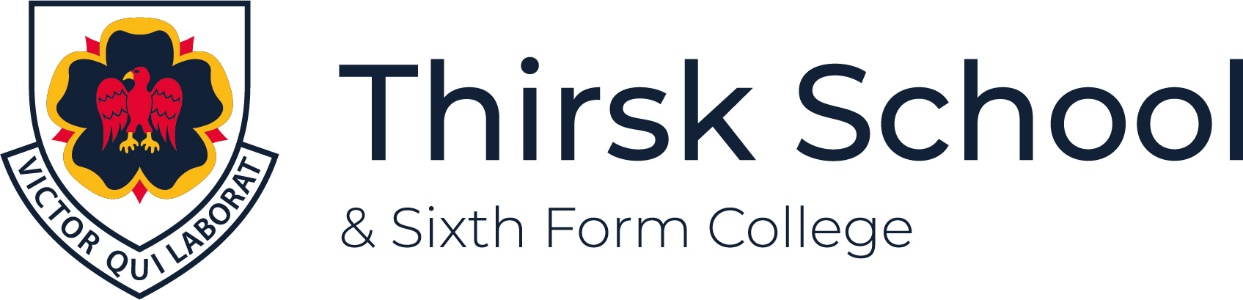 VICTOR QUI LABORAT
Thirsk School
& Sixth Form College